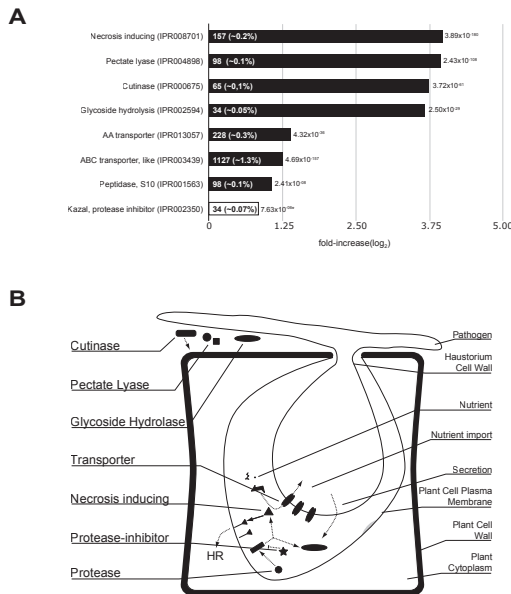 A
Necrosis inducing (IPR008701) 157 (~0.2%)
Pectate lyase (IPR004898) 98 (~0.1%)
Cutinase (IPR000675) 65 (~0,1%)
Glycoside hydrolysis (IPR002594) 34 (~0.05%)
AA transporter (IPR013057) 228 (~0.3%)
ABC transporter, like (IPR003439) 1127 (~1.3%)
Peptidase, S10 (IPR001563) 98 (~0.1%)
Kazal, protease inhibitor (IPR002350) 34 (~0.07%)
0 1.25 2.50 3.75 5.00
fold-increase(log₂)
B
Cutinase
Pectate Lyase
Glycoside Hydrolase
Transporter
Necrosis inducing
Protease-inhibitor
HR
Protease
Pathogen
Haustorium
Cell Wall
Nutrient
Nutrient import
Secretion
Plant Cell Plasma
Membrane
Plant Cell
Wall
Plant
Cytoplasm